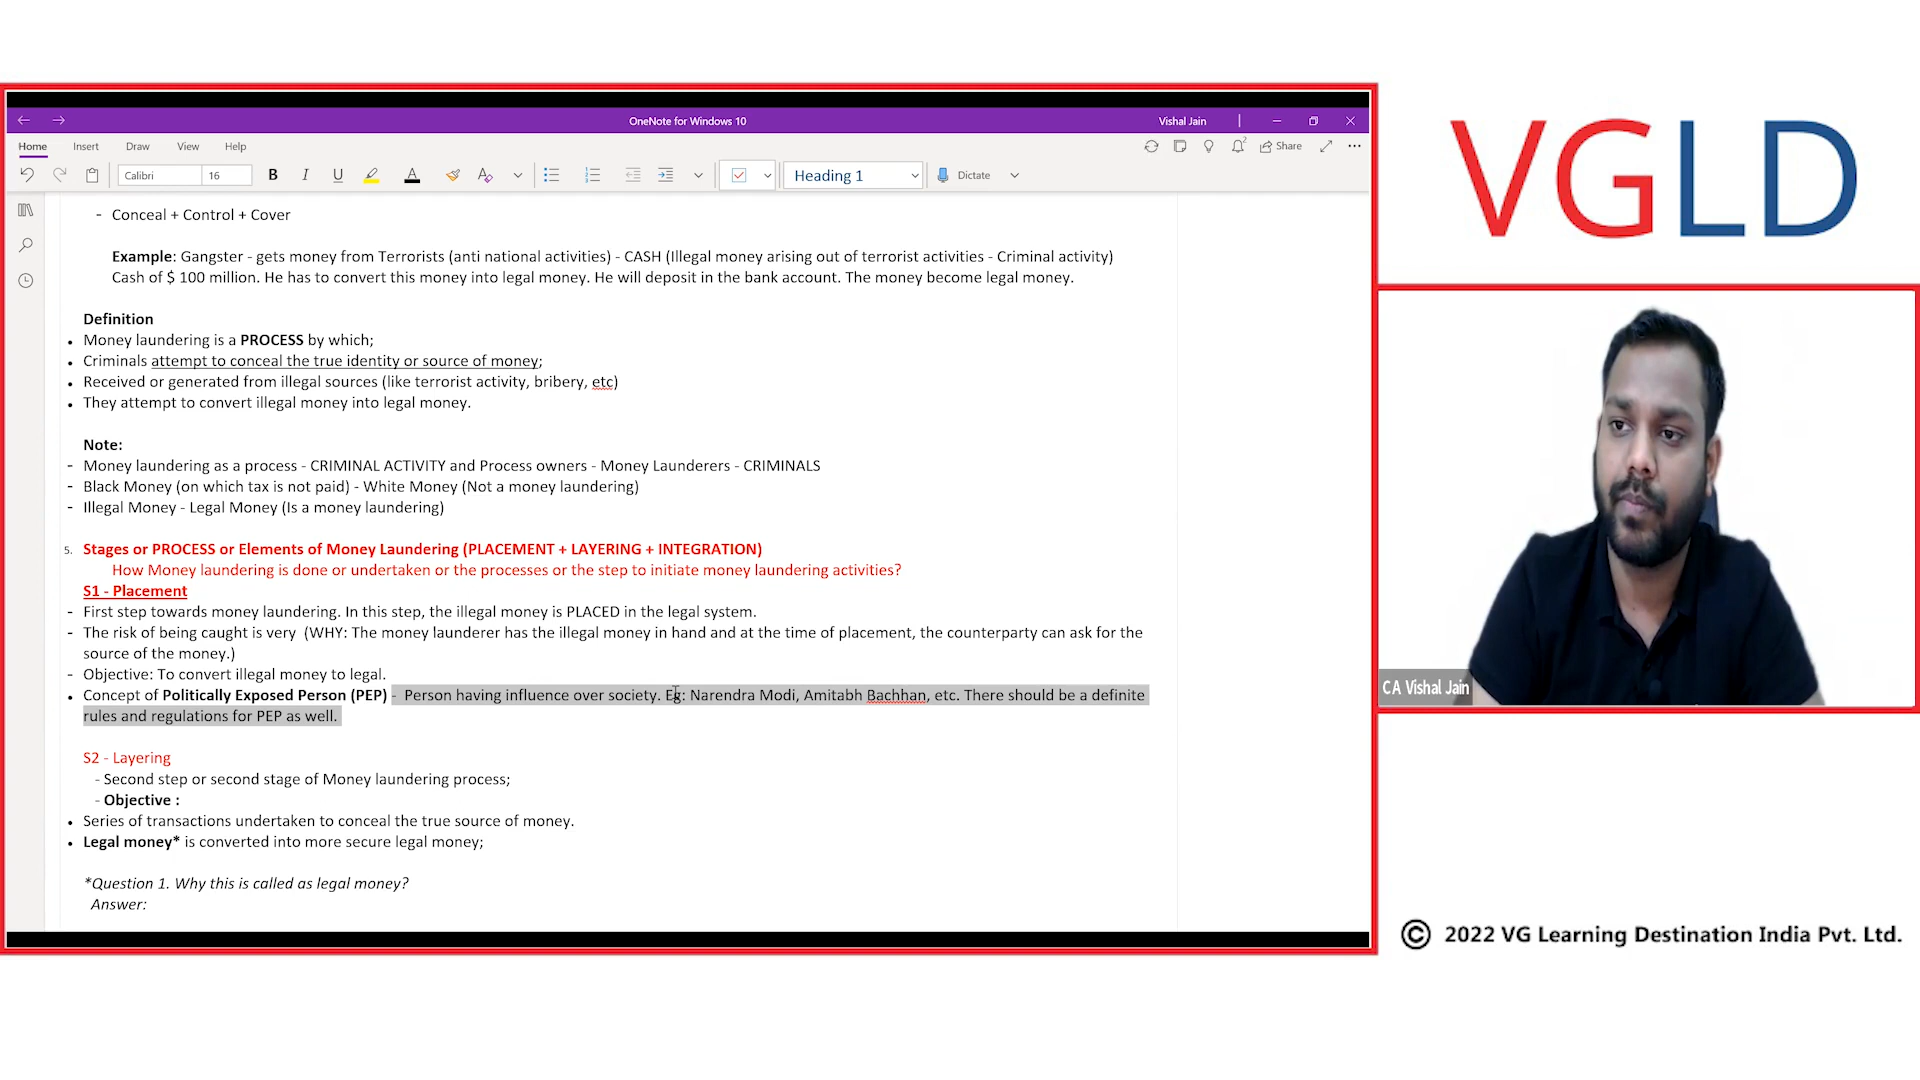 OneNote for Windows 10
Vishal Jain
Home Insert Draw View Help
Share
Calibri 16 B I U A Heading 1 Dictate
- Conceal + Control + Cover
Example: Gangster - gets money from Terrorists (anti national activities) - CASH (Illegal money arising out of terrorist activities - Criminal activity)
Cash of $ 100 million. He has to convert this money into legal money. He will deposit in the bank account. The money become legal money.
Definition
• Money laundering is a PROCESS by which;
• Criminals attempt to conceal the true identity or source of money;
• Received or generated from illegal sources (like terrorist activity, bribery, etc)
• They attempt to convert illegal money into legal money.
Note:
- Money laundering as a process - CRIMINAL ACTIVITY and Process owners - Money Launderers - CRIMINALS
- Black Money (on which tax is not paid) - White Money (Not a money laundering)
- Illegal Money - Legal Money (Is a money laundering)
5. Stages or PROCESS or Elements of Money Laundering (PLACEMENT + LAYERING + INTEGRATION)
How Money laundering is done or undertaken or the processes or the step to initiate money laundering activities?
S1 - Placement
- First step towards money laundering. In this step, the illegal money is PLACED in the legal system.
- The risk of being caught is very (WHY: The money launderer has the illegal money in hand and at the time of placement, the counterparty can ask for the
source of the money.)
- Objective: To convert illegal money to legal.
• Concept of Politically Exposed Person (PEP) - Person having influence over society. Eg: Narendra Modi, Amitabh Bachhan, etc. There should be a definite
rules and regulations for PEP as well.
S2 - Layering
- Second step or second stage of Money laundering process;
- Objective :
• Series of transactions undertaken to conceal the true source of money.
• Legal money* is converted into more secure legal money;
*Question 1. Why this is called as legal money?
Answer:
VGLD
CA Vishal Jain
© 2022 VG Learning Destination India Pvt. Ltd.